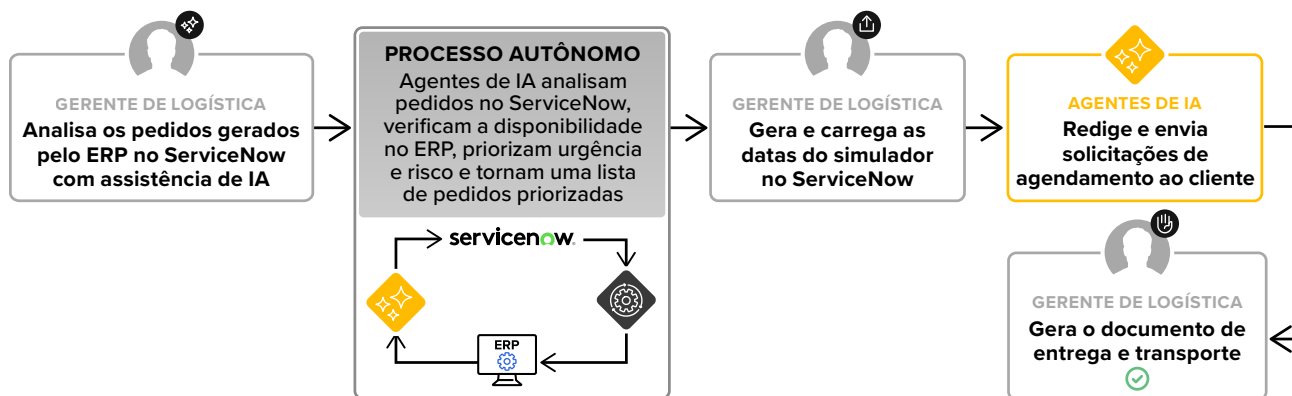 GERENTE DE LOGÍSTICA
Analisa os pedidos gerados
pelo ERP no ServiceNow
com assistência de IA
PROCESSO AUTÔNOMO
Agentes de IA analisam
pedidos no ServiceNow,
verificam a disponibilidade
no ERP, priorizam urgência
e risco e tornam uma lista
de pedidos priorizadas
servicenow
ERP
GERENTE DE LOGÍSTICA
Gera e carrega as
datas do simulador
no ServiceNow
AGENTES DE IA
Redige e envia
solicitações de
agendamento ao cliente
GERENTE DE LOGÍSTICA
Gera o documento de
entrega e transporte